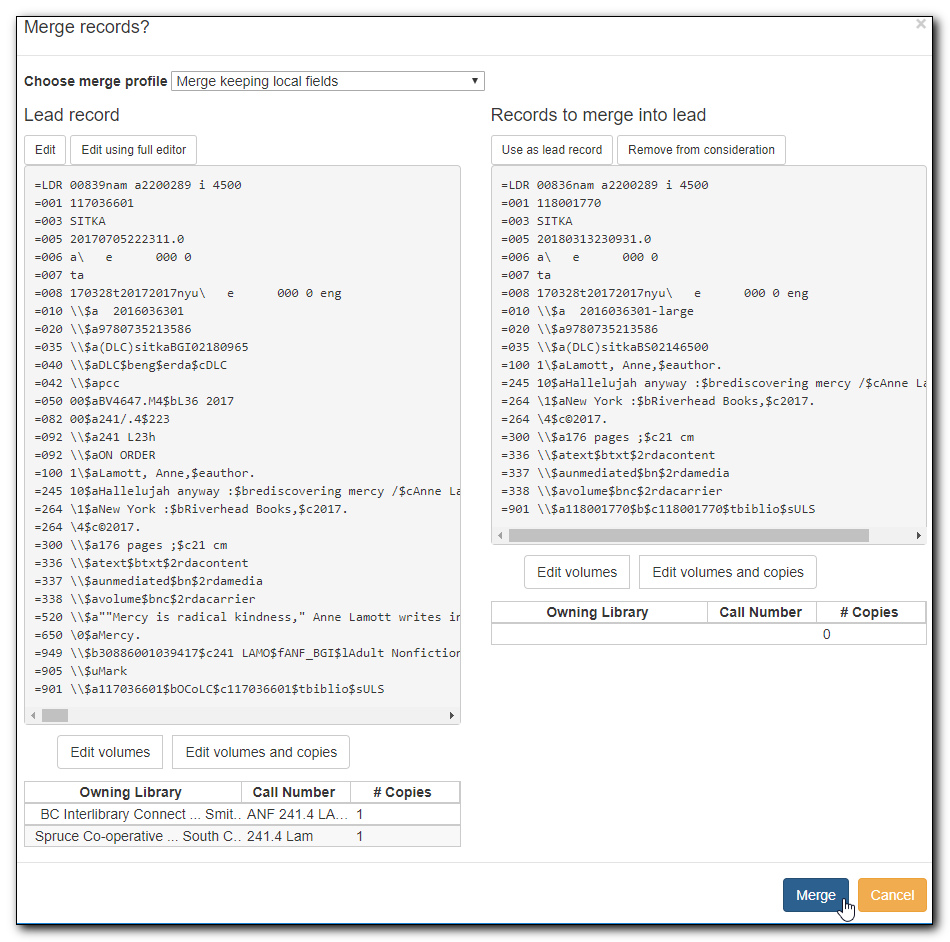 Merge records?
×
Choose merge profile Merge keeping local fields
Lead record
Edit Edit using full editor
=LDR 00839nam a2200289 i 4500
=001 117036601
=003 SITKA
=005 20170705222311.0
=006 a\   e      000 0
=007 ta
=008 170328t20172017nyu\   e      000 0 eng
=010 \\$a  2016036301
=020 \\$a9780735213586
=035 \\$a(DLC)sitkaBGI02180965
=040 \\$aDLC$beng$erda$cDLC
=042 \\$apcc
=050 00$aBV4647.M4$bL36 2017
=082 00$a241/.4$223
=092 \\$a241 L23h
=092 \\$aON ORDER
=100 1\$aLamott, Anne,$eauthor.
=245 10$aHallelujah anyway :$brediscovering mercy /$cAnne La
=264 \1$aNew York :$bRiverhead Books,$c2017.
=264 \4$c©2017.
=300 \\$a176 pages ;$c21 cm
=336 \\$atext$btxt$2rdacontent
=337 \\$aunmediated$bn$2rdamedia
=338 \\$avolume$bnc$2rdacarrier
=520 \\$a""Mercy is radical kindness," Anne Lamott writes in
=650 \0$aMercy.
=949 \\$b30886001039417$c241 LAMO$fANF_BGI$lAdult Nonfiction
=905 \\$uMark
=901 \\$a117036601$bOCoLC$c117036601$tbiblio$sULS
Edit volumes Edit volumes and copies
Owning Library Call Number # Copies
BC Interlibrary Connect ... Smit.. ANF 241.4 LA... 1
Spruce Co-operative ... South C.. 241.4 Lam 1
Records to merge into lead
Use as lead record Remove from consideration
=LDR 00836nam a2200289 i 4500
=001 118001770
=003 SITKA
=005 20180313230931.0
=006 a\   e      000 0
=007 ta
=008 170328t20172017nyu\   e      000 0 eng
=010 \\$a  2016036301-large
=020 \\$a9780735213586
=035 \\$a(DLC)sitkaBS02146500
=100 1\$aLamott, Anne,$eauthor.
=245 10$aHallelujah anyway :$brediscovering mercy /$cAnne La
=264 \1$aNew York :$bRiverhead Books,$c2017.
=264 \4$c©2017.
=300 \\$a176 pages ;$c21 cm
=336 \\$atext$btxt$2rdacontent
=337 \\$aunmediated$bn$2rdamedia
=338 \\$avolume$bnc$2rdacarrier
=901 \\$a118001770$b$c118001770$tbiblio$sULS
Edit volumes Edit volumes and copies
Owning Library Call Number # Copies
0
Merge Cancel